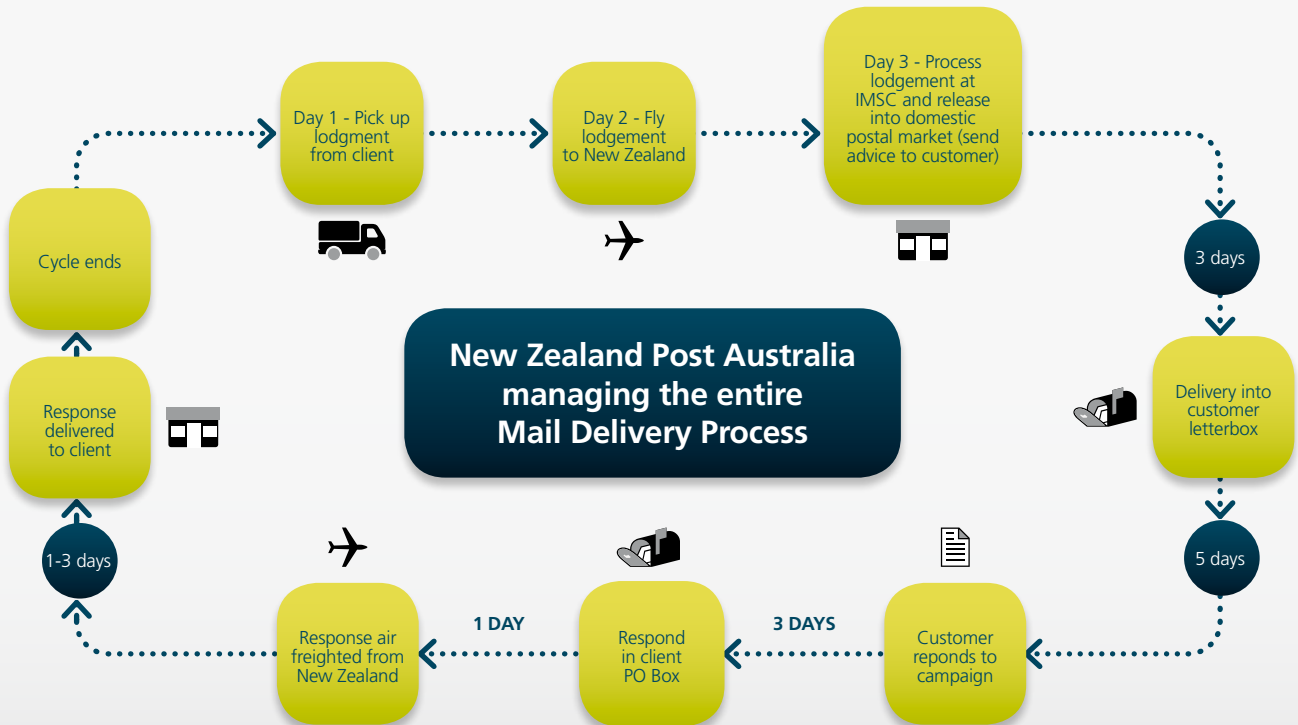 Day 1 - Pick up
lodgment
from client
Day 2 - Fly
lodgement
to New Zealand
Day 3 - Process
lodgement at
IMSC and release
into domestic
postal market (send
advice to customer)
3 days
Delivery into
customer
letterbox
5 days
Customer
reponds to
campaign
3 DAYS
Respond
in client
PO Box
1 DAY
Response air
freighted from
New Zealand
1-3 days
Response
delivered
to client
Cycle ends
New Zealand Post Australia
managing the entire
Mail Delivery Process